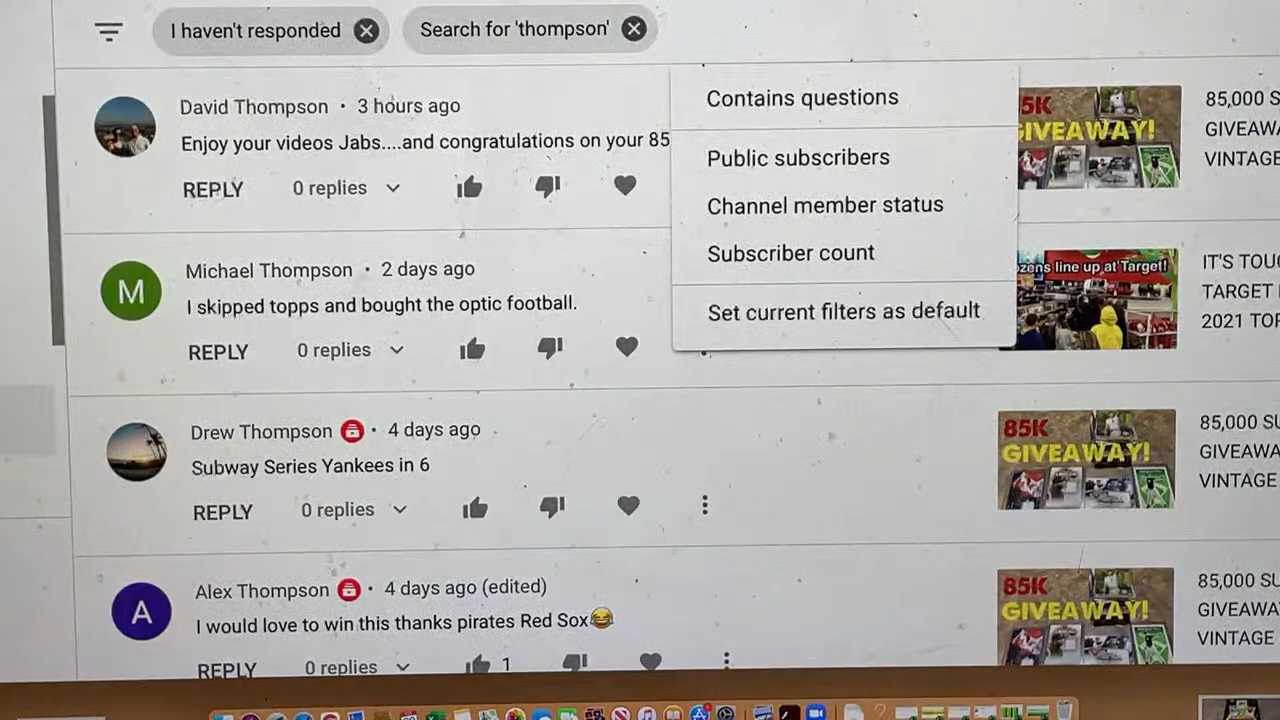 I haven't responded
Search for 'thompson'
David Thompson • 3 hours ago
Enjoy your videos Jabs....and congratulations on your 85
REPLY 0 replies
Contains questions
Public subscribers
Channel member status
Subscriber count
Set current filters as default
5K
GIVEAWAY!
85,000 S
GIVEAW
VINTAGE
M
Michael Thompson • 2 days ago
I skipped topps and bought the optic football.
REPLY 0 replies
zens line up at Target!
IT'S TOU
TARGET
2021 TOP
Drew Thompson • 4 days ago
Subway Series Yankees in 6
REPLY 0 replies
85K
GIVEAWAY!
85,000 SU
GIVEAWA
VINTAGE
A
Alex Thompson • 4 days ago (edited)
I would love to win this thanks pirates Red Sox😂
REPLY 0 replies 1
85K
GIVEAWAY!
85,000 SU
GIVEAWA
VINTAGE